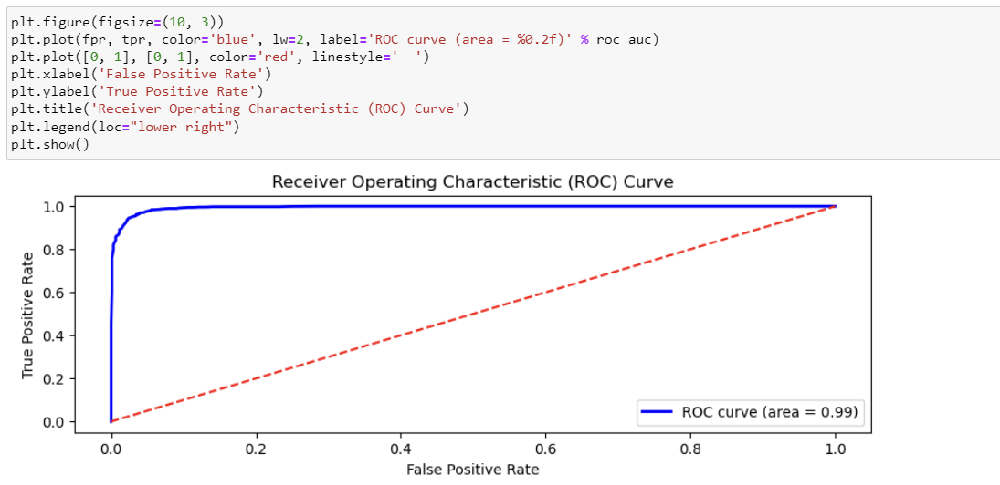 plt.figure(figsize=(10, 3))
plt.plot(fpr, tpr, color='blue', lw=2, label='ROC curve (area = %0.2f)' % roc_auc)
plt.plot([0, 1], [0, 1], color='red', linestyle='--')
plt.xlabel('False Positive Rate')
plt.ylabel('True Positive Rate')
plt.title('Receiver Operating Characteristic (ROC) Curve')
plt.legend(loc="lower right")
plt.show()
Receiver Operating Characteristic (ROC) Curve
True Positive Rate
1.0
0.8
0.6
0.4
0.2
0.0
ROC curve (area = 0.99)
0.0 0.2 0.4 0.6 0.8 1.0
False Positive Rate